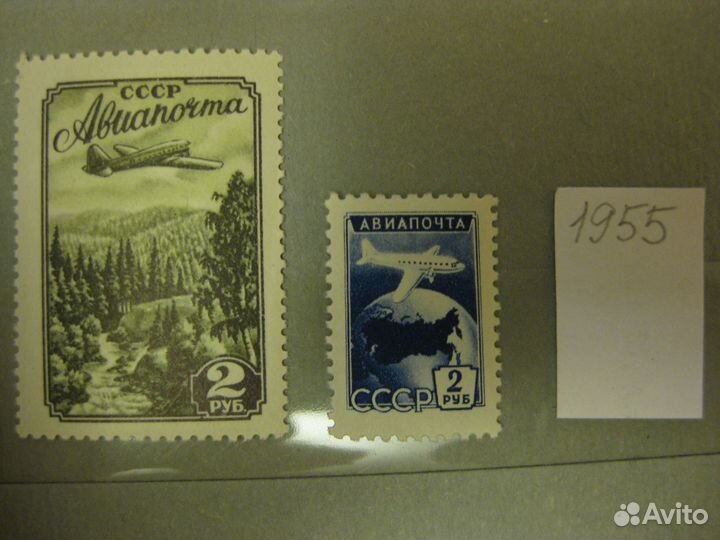 СССР
Авиапочта
2
РУБ.
АВИАПОЧТА
СССР
2
РУБ
1955
Avito